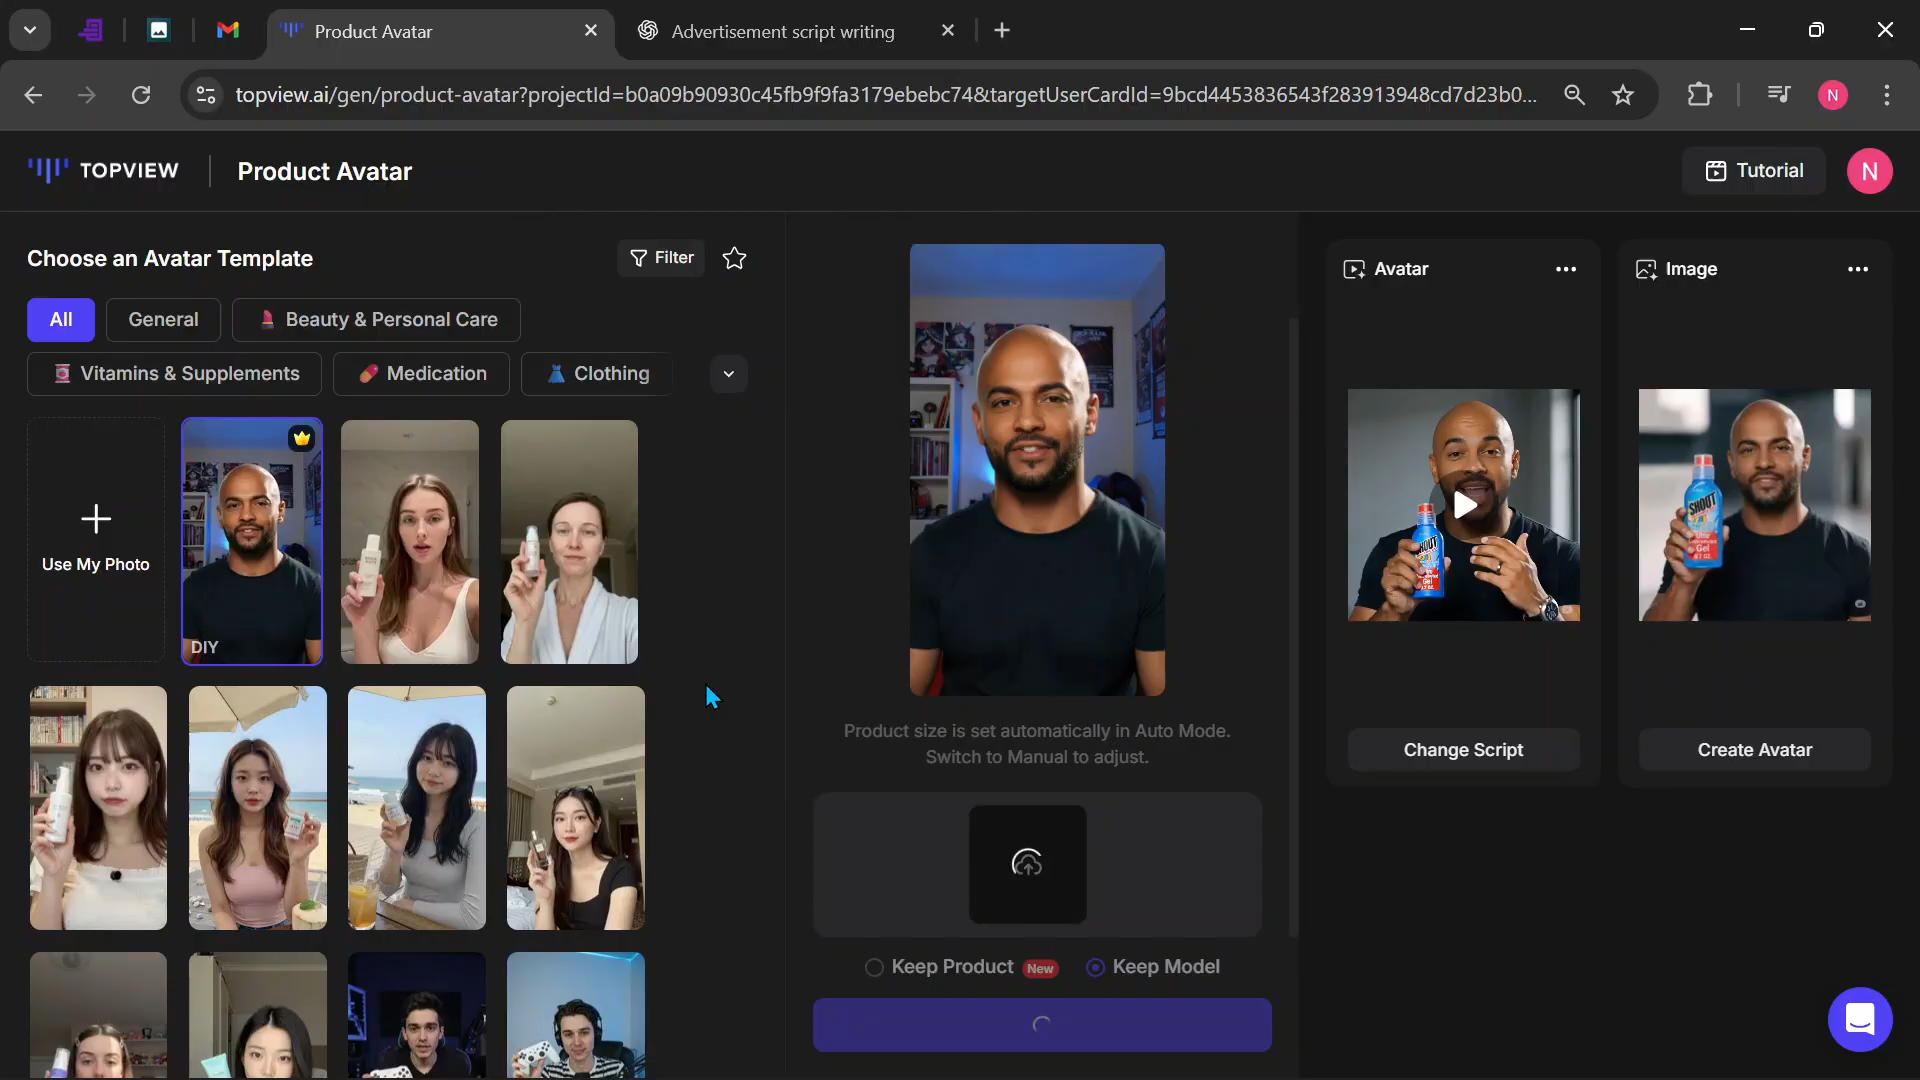 Product Avatar
Advertisement script writing
topview.ai/gen/product-avatar?projectId=b0a09b90930c45fb9f9fa3179ebebc74&targetUserCardId=9bcd4453836543f283913948cd7d23b0...
N
TOPVIEW
Product Avatar
Tutorial
N
Choose an Avatar Template
Filter
All
General
Beauty & Personal Care
Vitamins & Supplements
Medication
Clothing
Use My Photo
DIY
Product size is set automatically in Auto Mode.
Switch to Manual to adjust.
Keep Product
New
Keep Model
Avatar
Image
SHOUT
Gel
SHOUT
Ultra
Gel
Change Script
Create Avatar